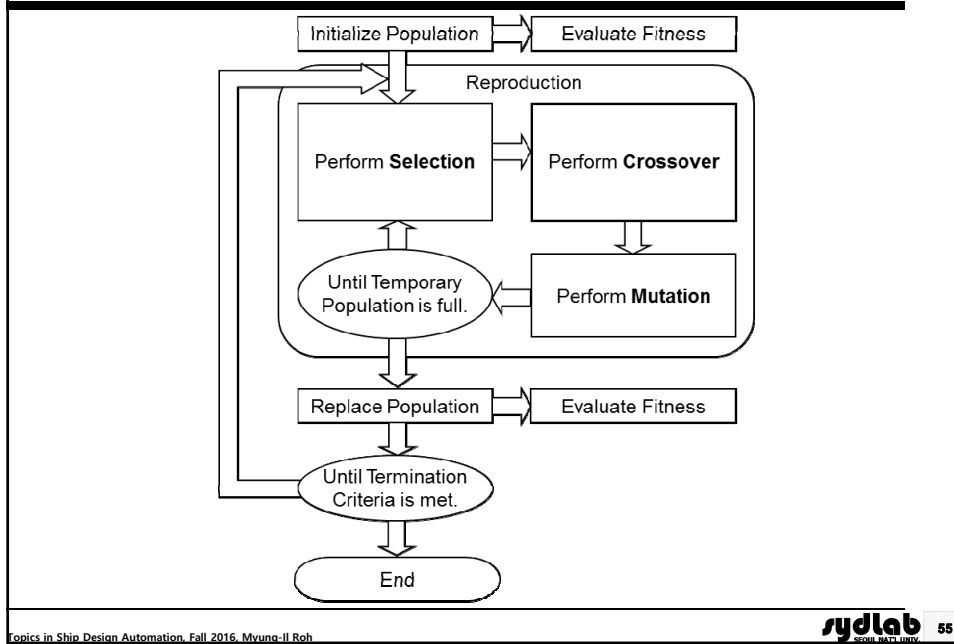 Initialize Population
Evaluate Fitness
Reproduction
Perform Selection
Perform Crossover
Until Temporary
Population is full.
Perform Mutation
Replace Population
Evaluate Fitness
Until Termination
Criteria is met.
End
Topics in Ship Design Automation, Fall 2016, Myung-Il Roh
sydlab
SEOUL NAT'L UNIV.
55